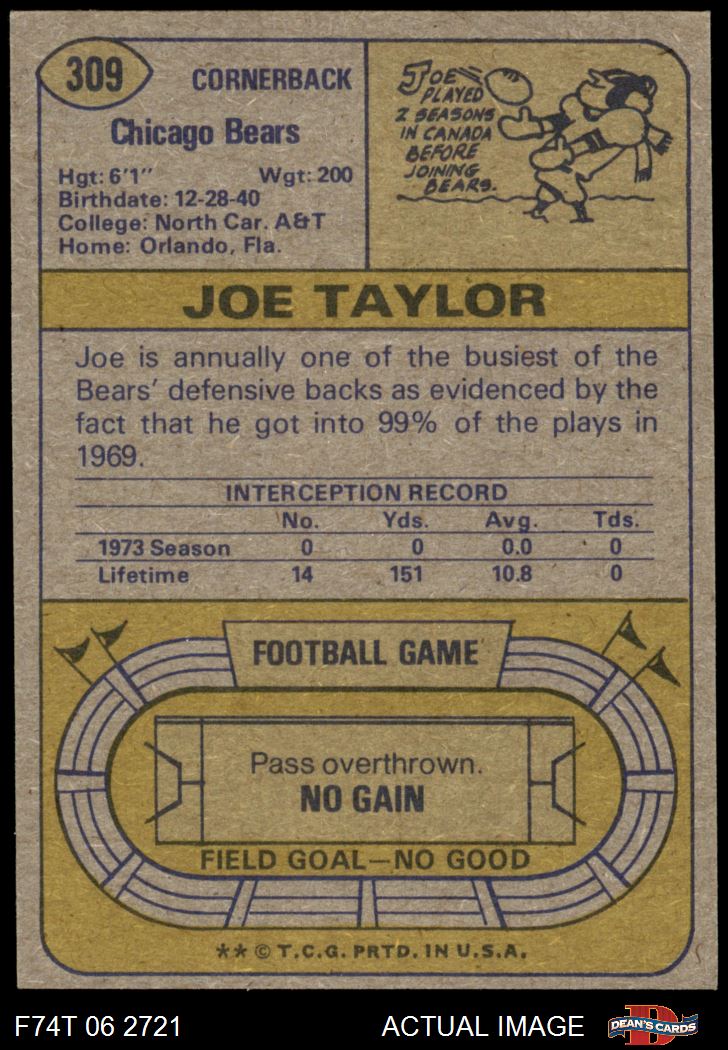 309
CORNERBACK
Chicago Bears
Hgt: 6'1" Wgt: 200
Birthdate: 12-28-40
College: North Car. A&T
Home: Orlando, Fla.
JOE
PLAYED
2 SEASONS
IN CANADA
BEFORE
JOINING
BEARS.
JOE TAYLOR
Joe is annually one of the busiest of the
Bears' defensive backs as evidenced by the
fact that he got into 99% of the plays in
1969.
INTERCEPTION RECORD
No. Yds. Avg. Tds.
1973 Season 0 0 0.0 0
Lifetime 14 151 10.8 0
FOOTBALL GAME
Pass overthrown.
NO GAIN
FIELD GOAL—NO GOOD
** © T.C.G. PRTD. IN U.S.A.
F74T 06 2721 ACTUAL IMAGE
D
DEAN'S CARDS